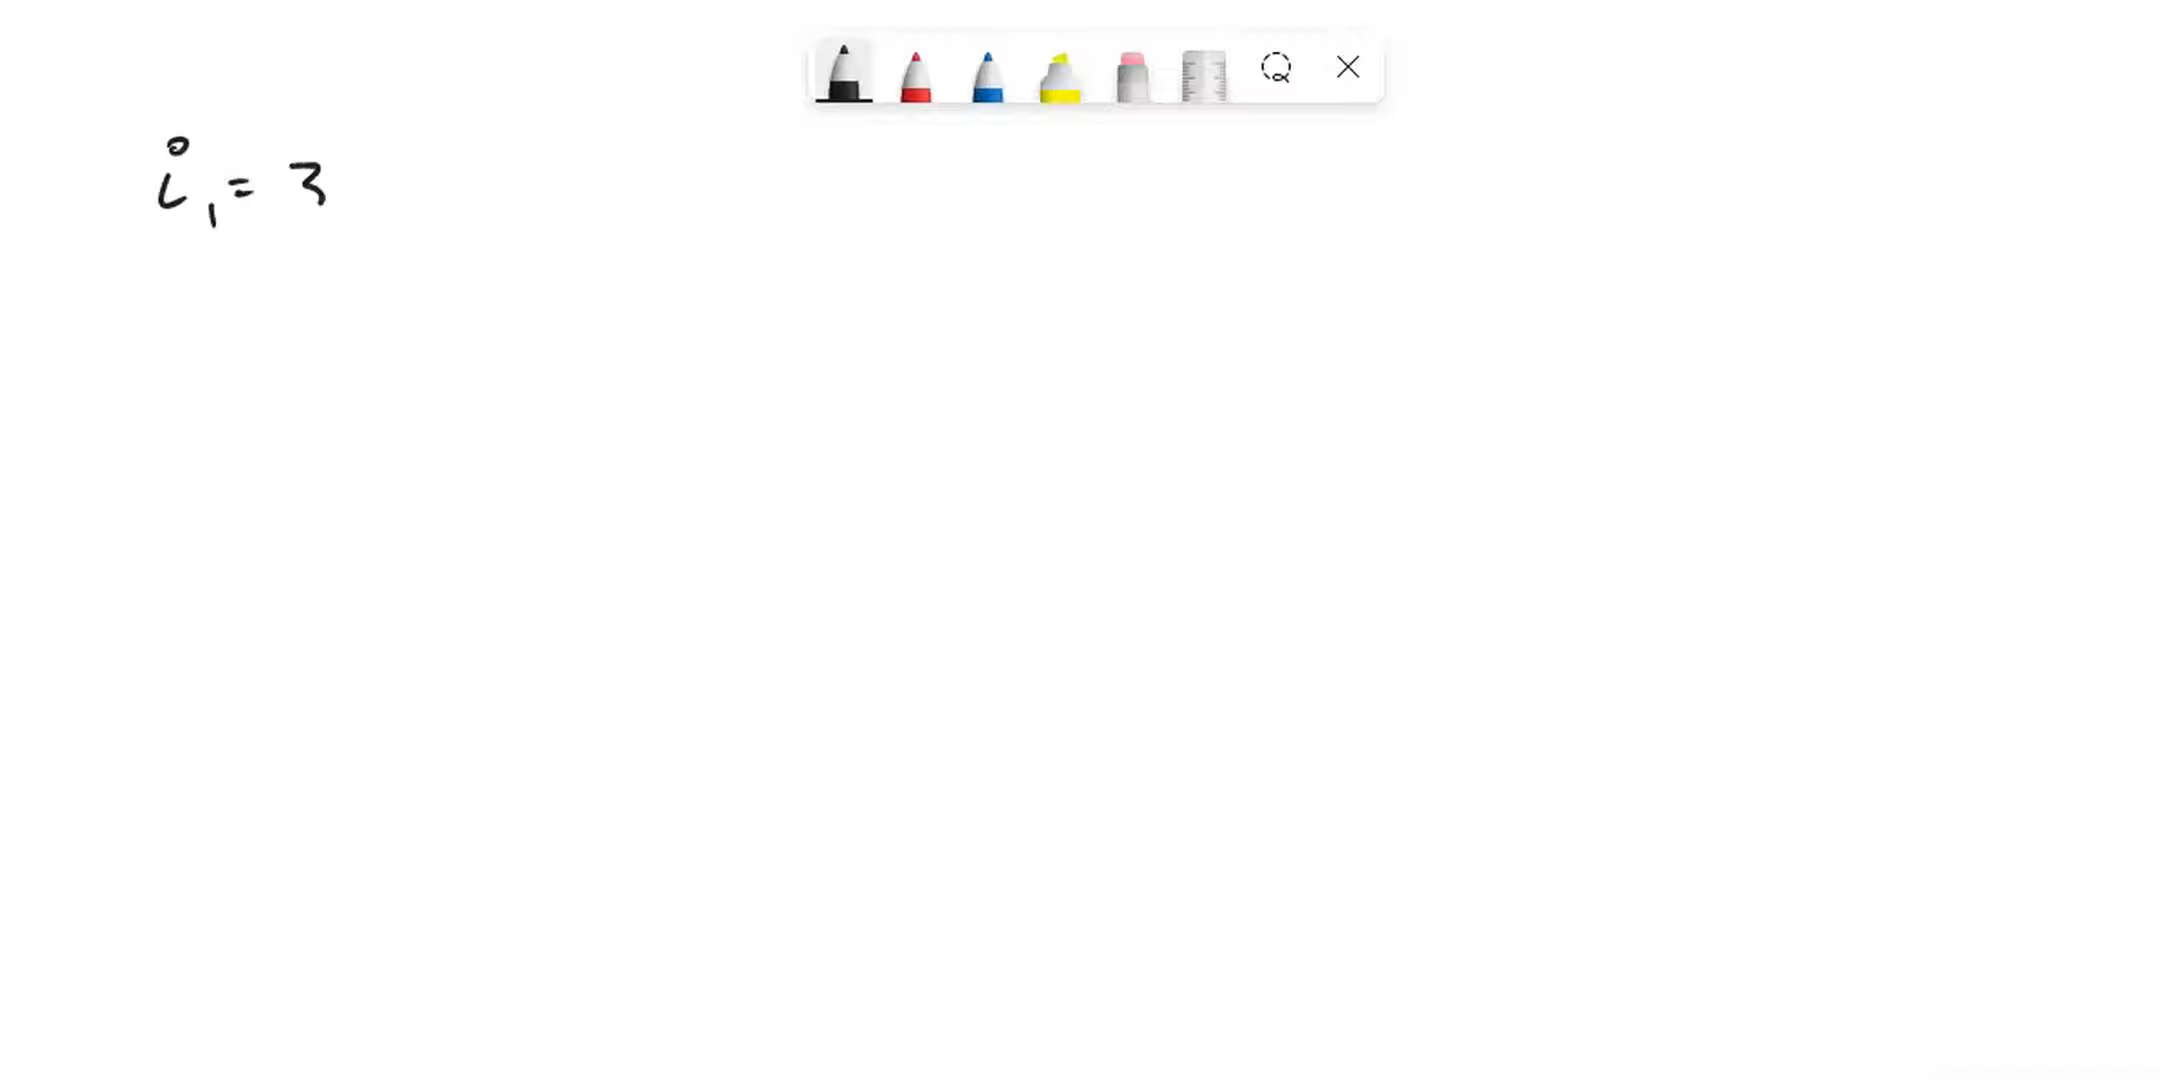 i₁ = 3